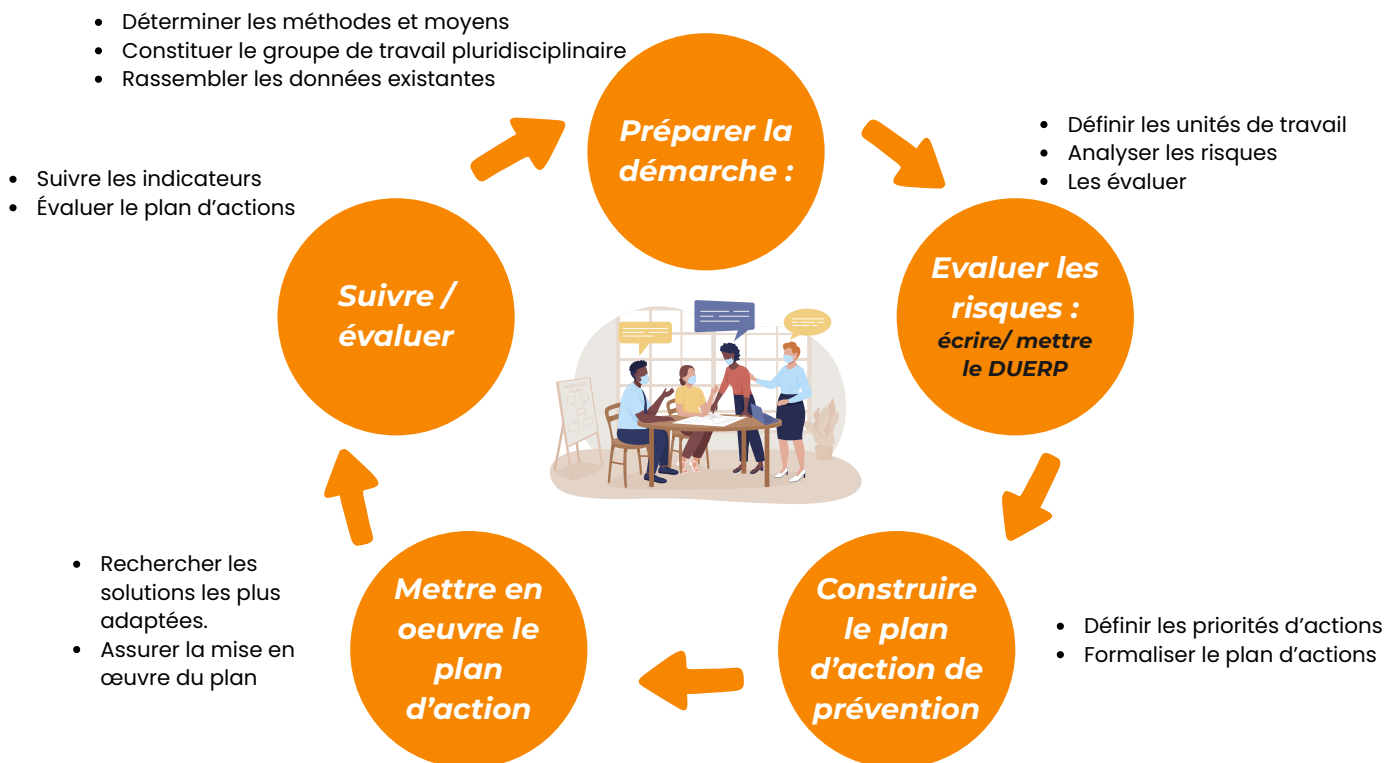 • Déterminer les méthodes et moyens
• Constituer le groupe de travail pluridisciplinaire
• Rassembler les données existantes
Préparer la
démarche :
• Définir les unités de travail
• Analyser les risques
• Les évaluer
Evaluer les
risques :
écrire/ mettre
le DUERP
• Définir les priorités d’actions
• Formaliser le plan d’actions
Construire
le plan
d’action de
prévention
Mettre en
oeuvre le
plan
d’action
• Rechercher les
solutions les plus
adaptées.
• Assurer la mise en
œuvre du plan
• Suivre les indicateurs
• Évaluer le plan d’actions
Suivre /
évaluer